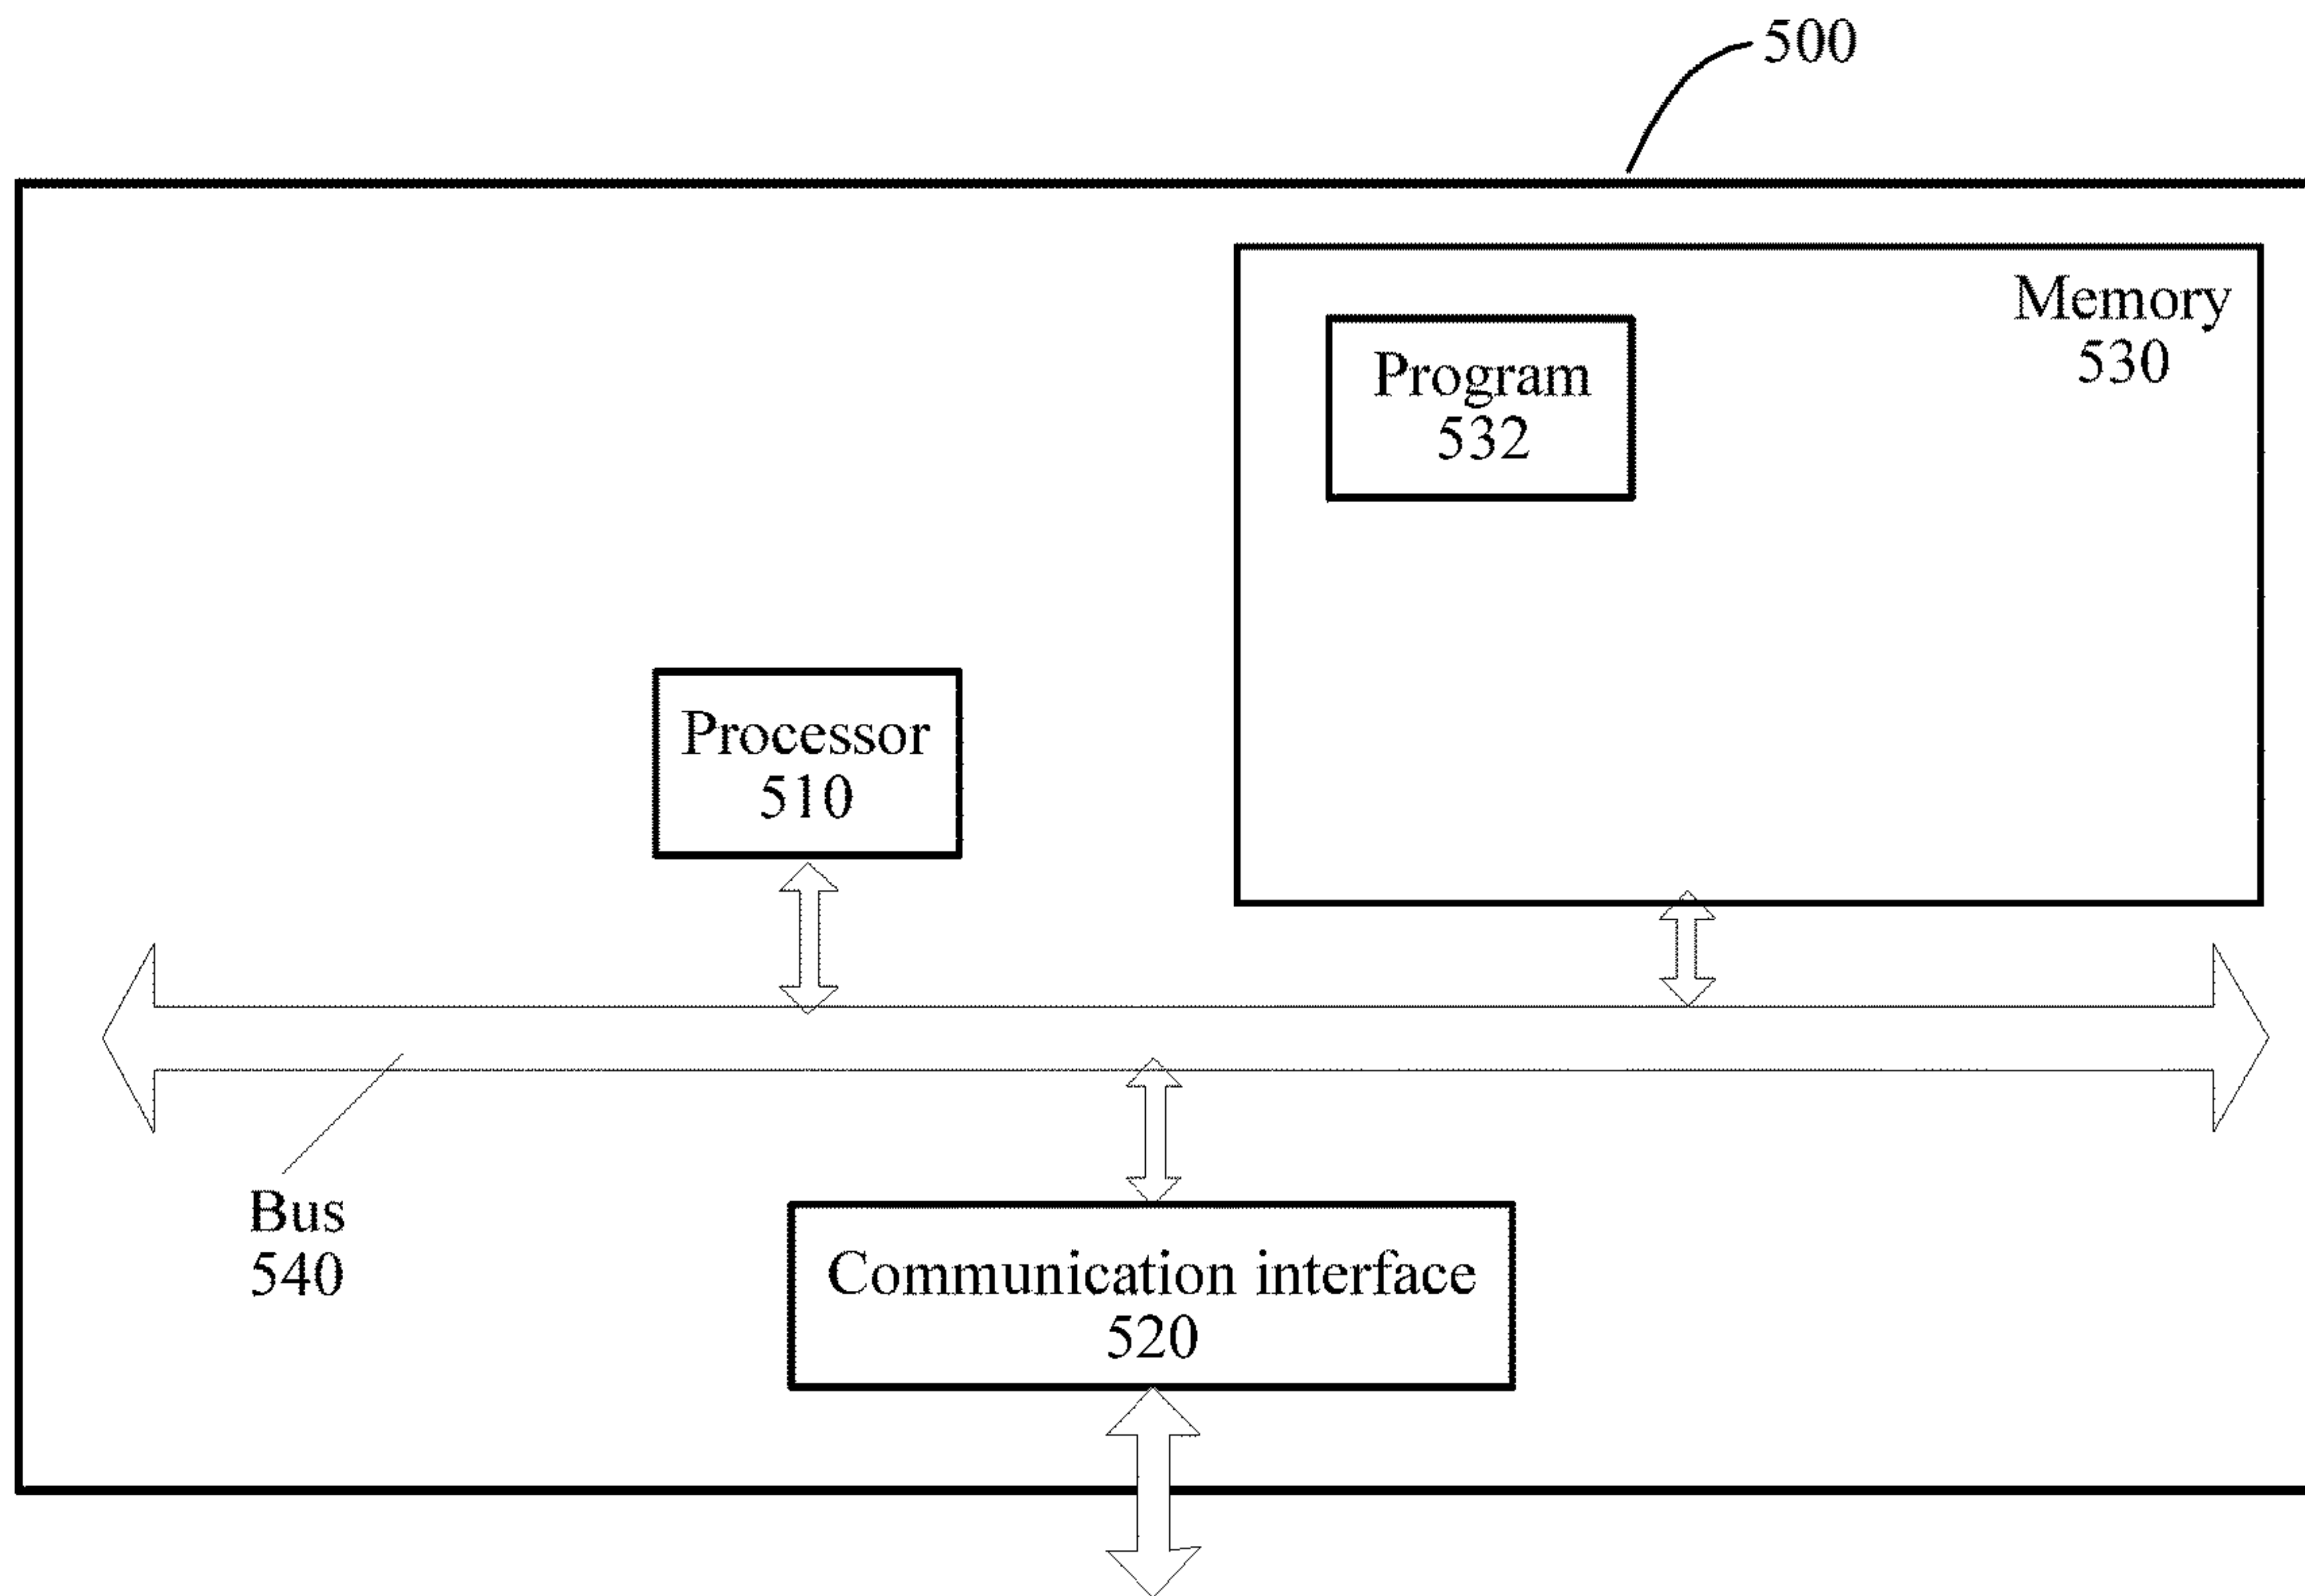 500
Memory
530
Program
532
Processor
510
Bus
540
Communication interface
520